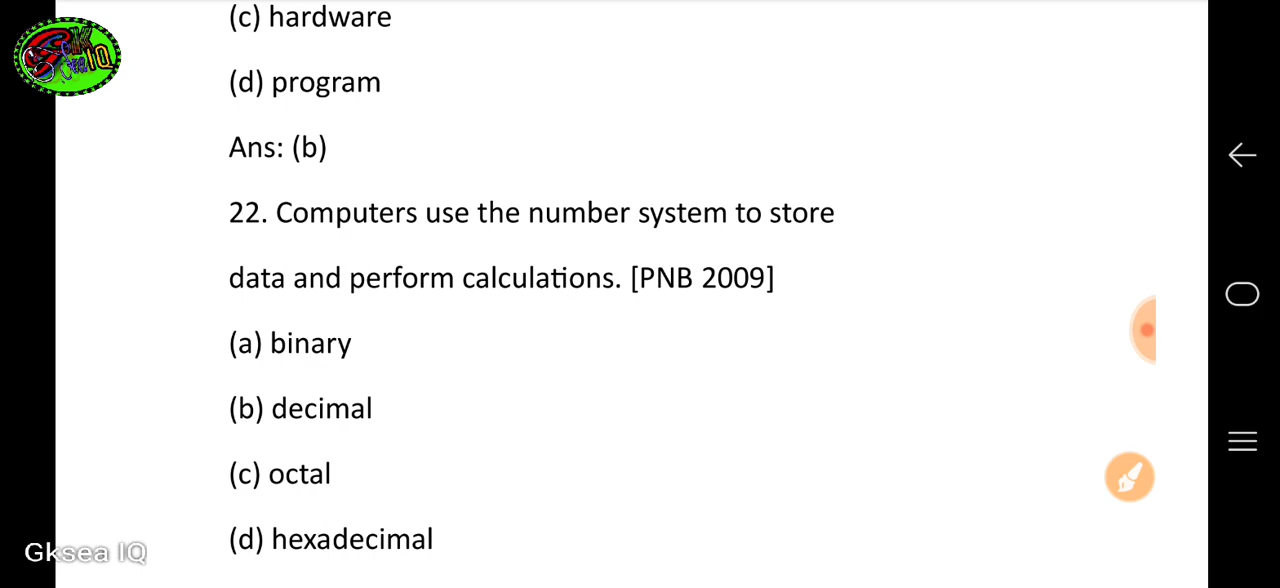 (c) hardware
(d) program
Ans: (b)
22. Computers use the number system to store
data and perform calculations. [PNB 2009]
(a) binary
(b) decimal
(c) octal
(d) hexadecimal
Gksea IQ